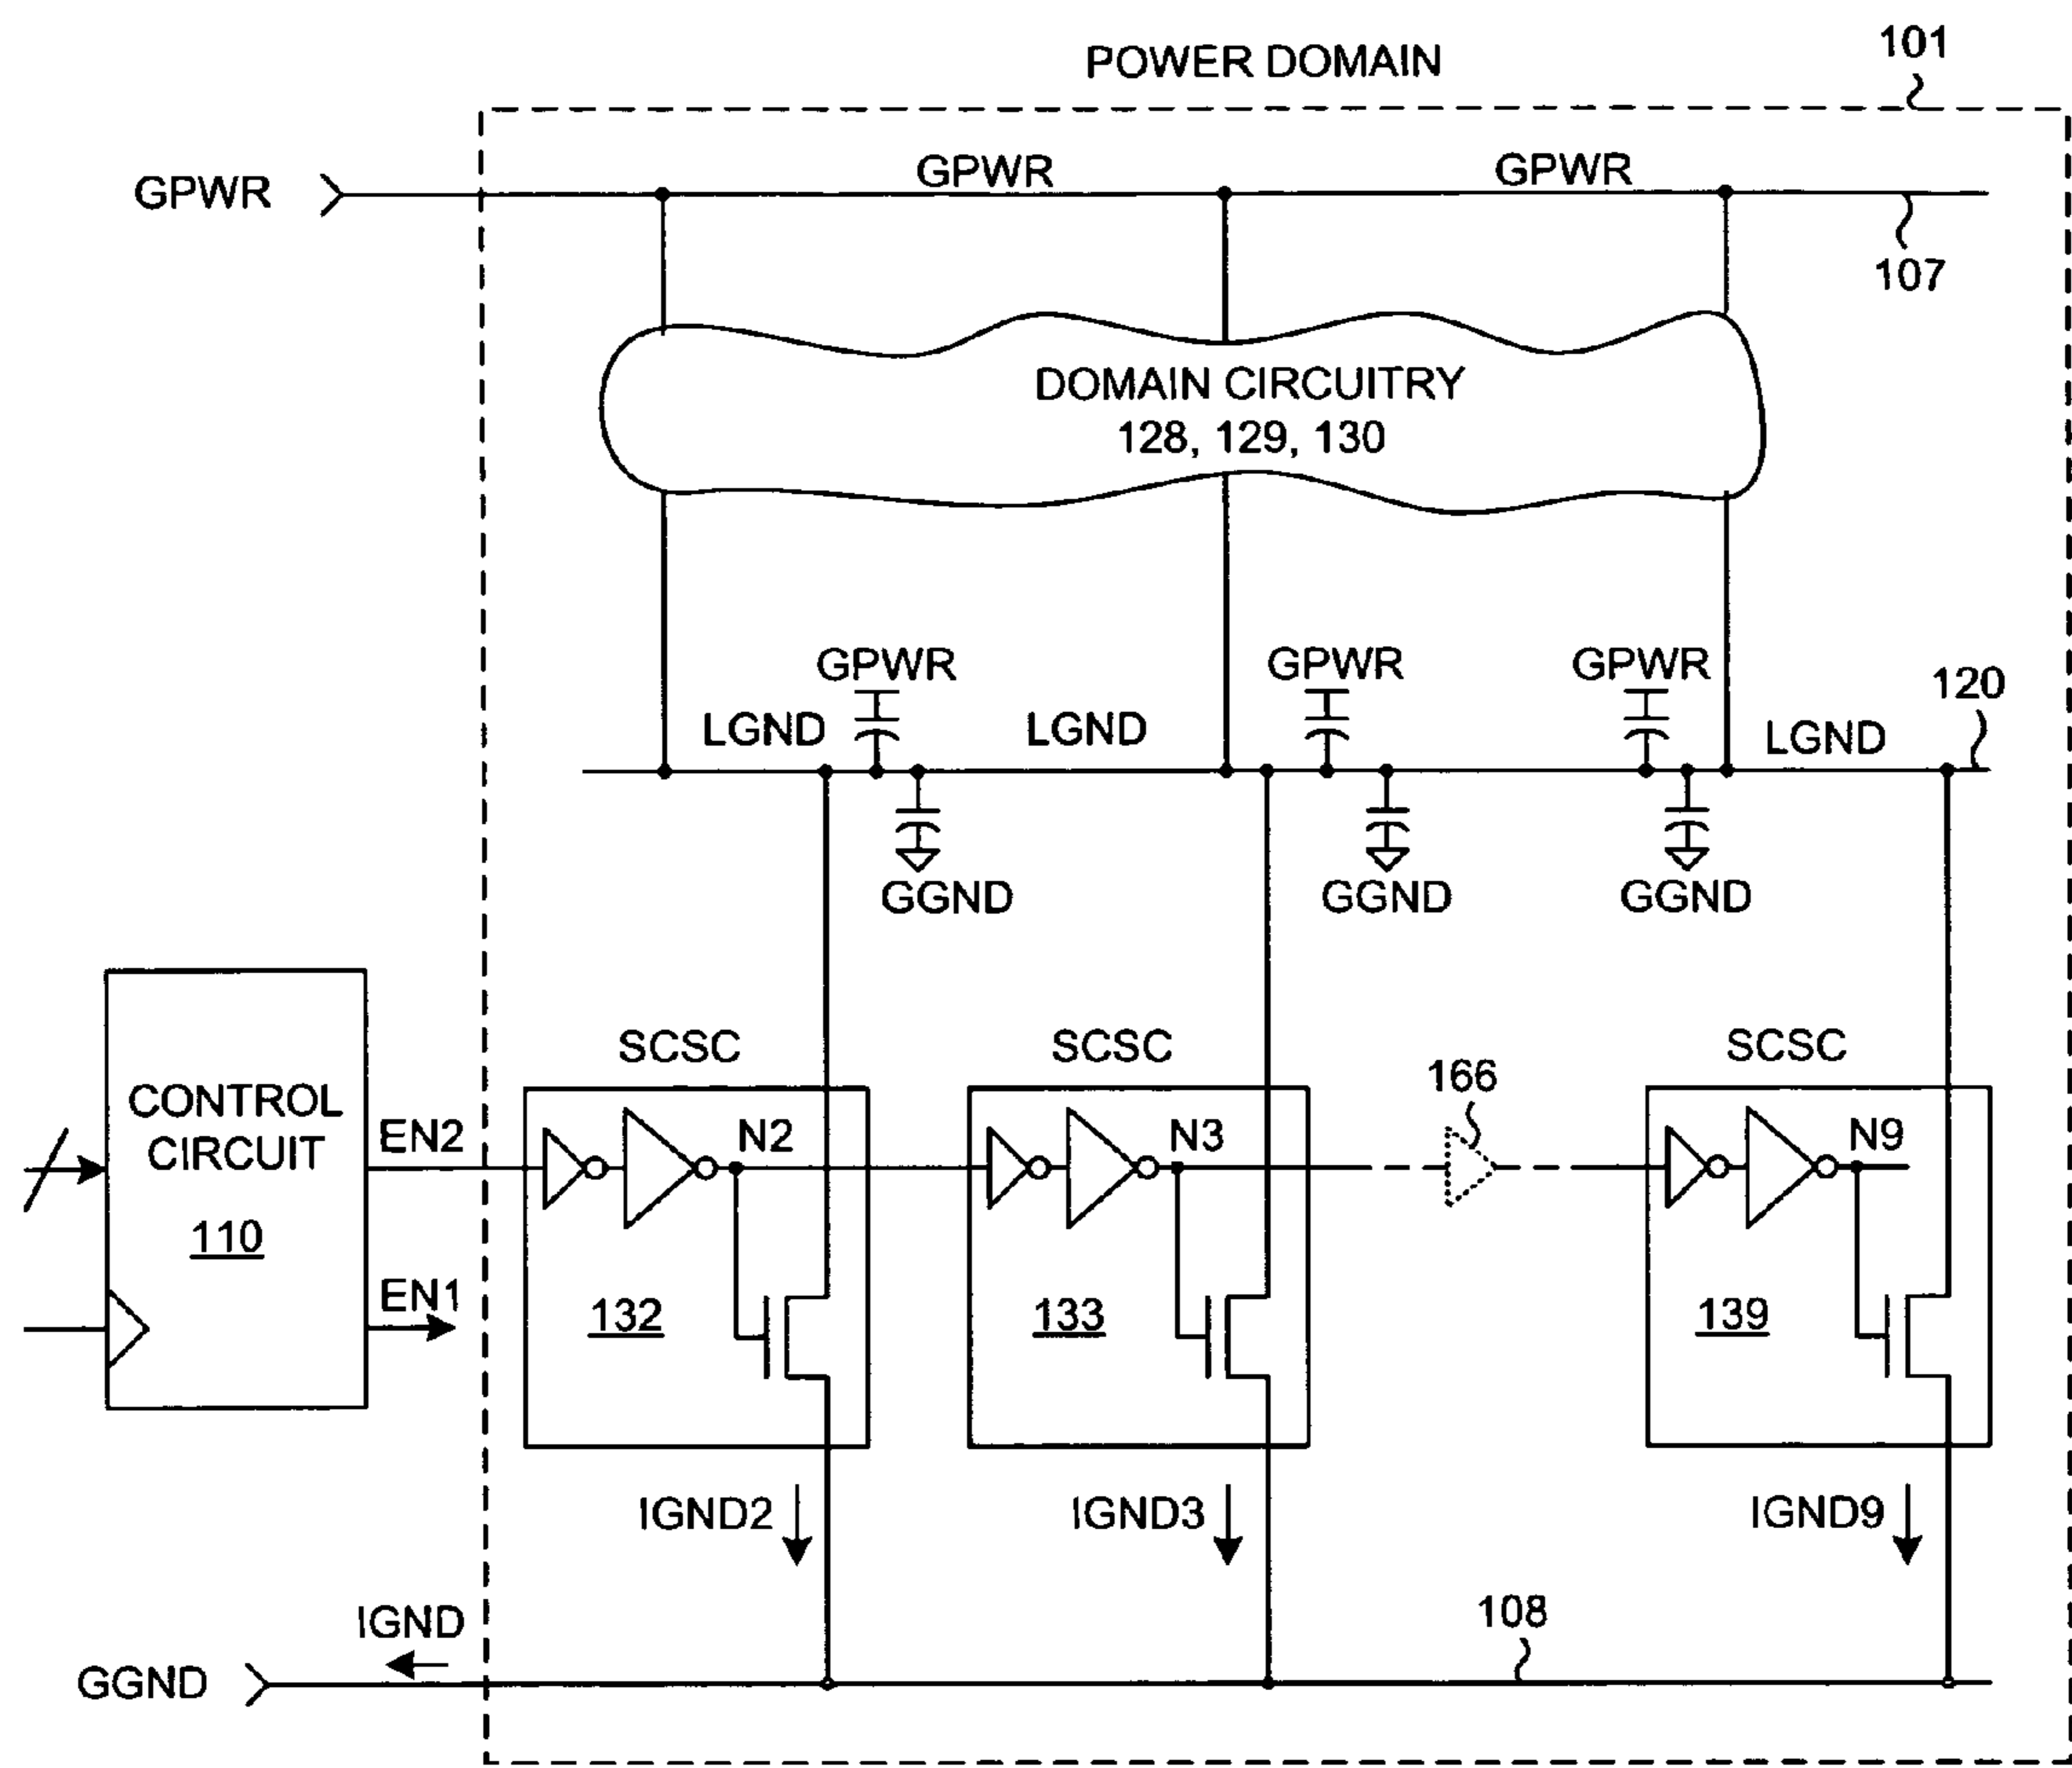 POWER DOMAIN
101
GPWR
GPWR
GPWR
107
DOMAIN CIRCUITRY
128, 129, 130
GPWR
GPWR
GPWR
120
LGND
LGND
LGND
GGND
GGND
GGND
SCSC
SCSC
SCSC
166
CONTROL
CIRCUIT
110
EN2
EN1
N2
N3
N9
132
133
139
IGND2
IGND3
IGND9
IGND
108
GGND